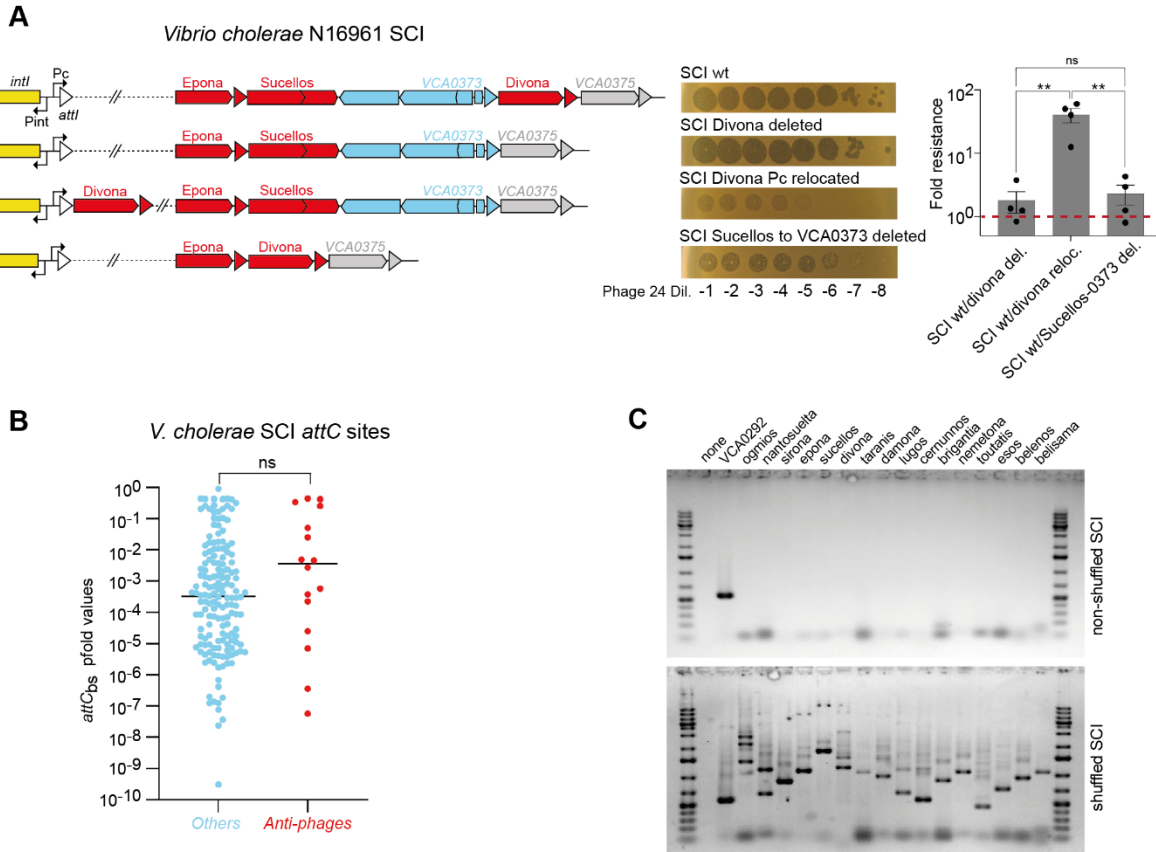 A
Vibrio cholerae N16961 SCI
intI
Pc
Pint
attI
//
Epona
Sucellos
VCA0373
Divona
VCA0375
//
Epona
Sucellos
VCA0373
VCA0375
Divona
//
Epona
Sucellos
VCA0373
VCA0375
//
Epona
Divona
VCA0375
SCI wt
SCI Divona deleted
SCI Divona Pc relocated
SCI Sucellos to VCA0373 deleted
Phage 24 Dil. -1 -2 -3 -4 -5 -6 -7 -8
ns
** **
Fold resistance
10²
10¹
10⁰
SCI wt/divona del.
SCI wt/divona reloc.
SCI wt/Sucellos-0373 del.
B
V. cholerae SCI attC sites
ns
attCbs pfold values
10⁰
10⁻¹
10⁻²
10⁻³
10⁻⁴
10⁻⁵
10⁻⁶
10⁻⁷
10⁻⁸
10⁻⁹
10⁻¹⁰
Others
Anti-phages
C
none
VCA0292
ogmios
nantosuelta
sirona
epona
sucellos
divona
taranis
damona
lugos
cernunnos
brigantia
nemetona
toutatis
esos
belenos
belisama
non-shuffled SCI
shuffled SCI